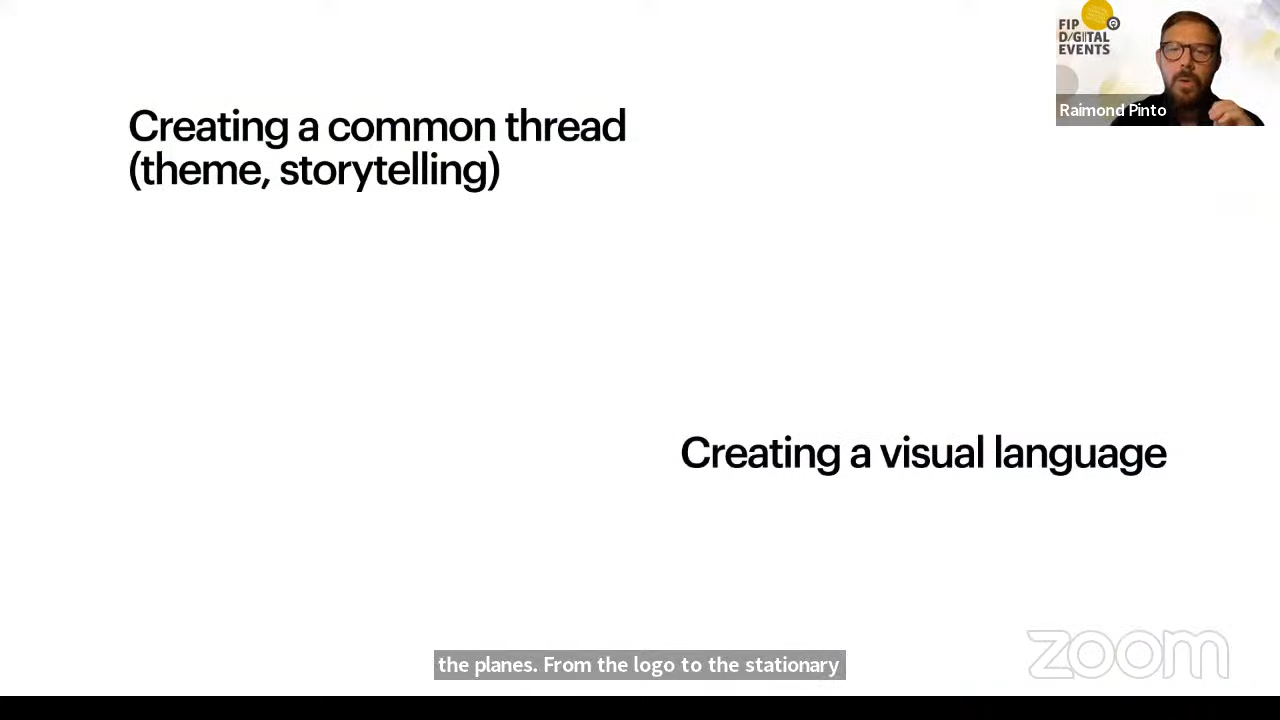 FIP
D/G/TAL
EVENTS
Raimond Pinto
Creating a common thread
(theme, storytelling)
Creating a visual language
the planes. From the logo to the stationary
zoom